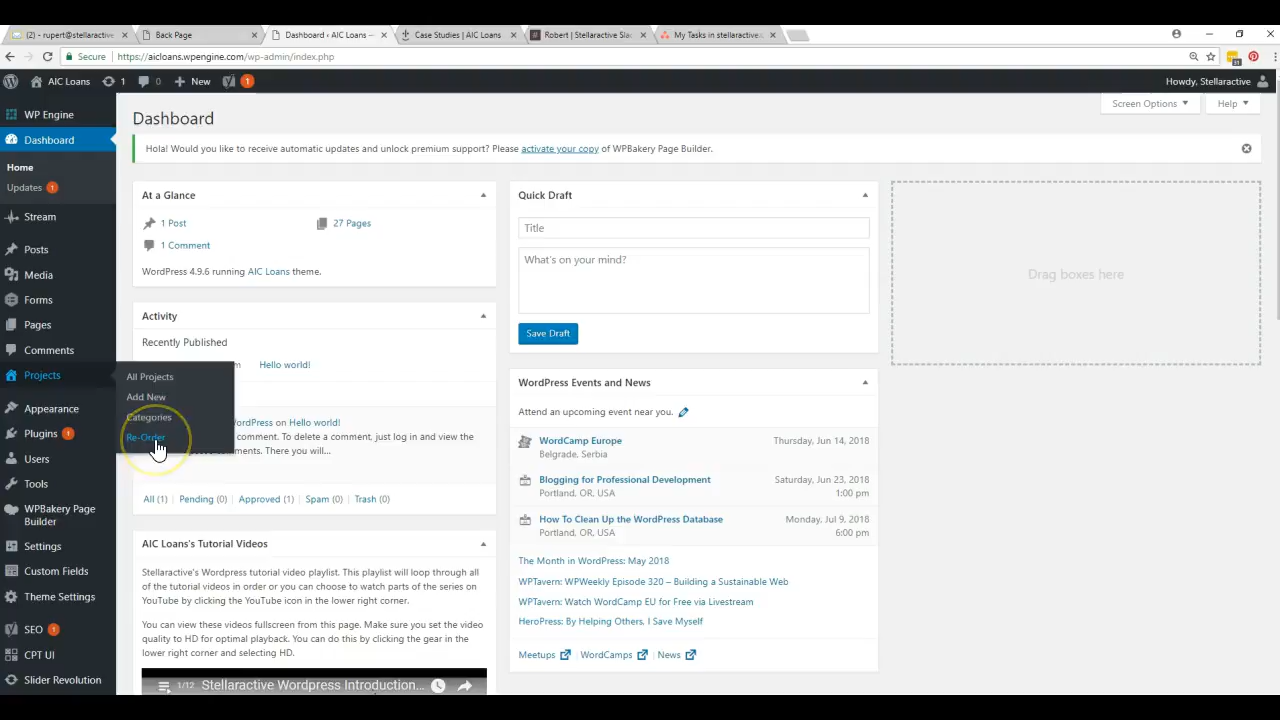 - rupert@stellaractive
Back Page
Dashboard ‹ AIC Loans —
Case Studies | AIC Loans
Robert | Stellaractive Slac
My Tasks in stellaractive.c
Secure
https://aicloans.wpengine.com/wp-admin/index.php
AIC Loans
1
0
New
1
Howdy, Stellaractive
WP Engine
Dashboard
Home
Updates 1
Stream
Posts
Media
Forms
Pages
Comments
Projects
Appearance
Plugins 1
Users
Tools
WPBakery Page
Builder
Settings
Custom Fields
Theme Settings
SEO 1
CPT UI
Slider Revolution
All Projects
Add New
Categories
Re-Order
Dashboard
Screen Options
Help
Hola! Would you like to receive automatic updates and unlock premium support? Please activate your copy of WPBakery Page Builder.
At a Glance
1 Post
27 Pages
1 Comment
WordPress 4.9.6 running AIC Loans theme.
Activity
Recently Published
Hello world!
on Hello world!
comment. To delete a comment, just log in and view the
comments. There you will...
All (1) | Pending (0) | Approved (1) | Spam (0) | Trash (0)
AIC Loans's Tutorial Videos
Stellaractive's Wordpress tutorial video playlist. This playlist will loop through all
of the tutorial videos in order or you can choose to watch parts of the series on
YouTube by clicking the YouTube icon in the lower right corner.
You can view these videos fullscreen from this page. Make sure you set the video
quality to HD for optimal playback. You can do this by clicking the gear in the
lower right corner and selecting HD.
1/12 Stellaractive Wordpress Introduction...
Quick Draft
Title
What's on your mind?
Save Draft
WordPress Events and News
Attend an upcoming event near you.
WordCamp Europe
Thursday, Jun 14, 2018
Belgrade, Serbia
Blogging for Professional Development
Saturday, Jun 23, 2018
Portland, OR, USA
1:00 pm
How To Clean Up the WordPress Database
Monday, Jul 9, 2018
Portland, OR, USA
6:00 pm
The Month in WordPress: May 2018
WPTavern: WPWeekly Episode 320 – Building a Sustainable Web
WPTavern: Watch WordCamp EU for Free via Livestream
HeroPress: By Helping Others, I Save Myself
Meetups | WordCamps | News
Drag boxes here